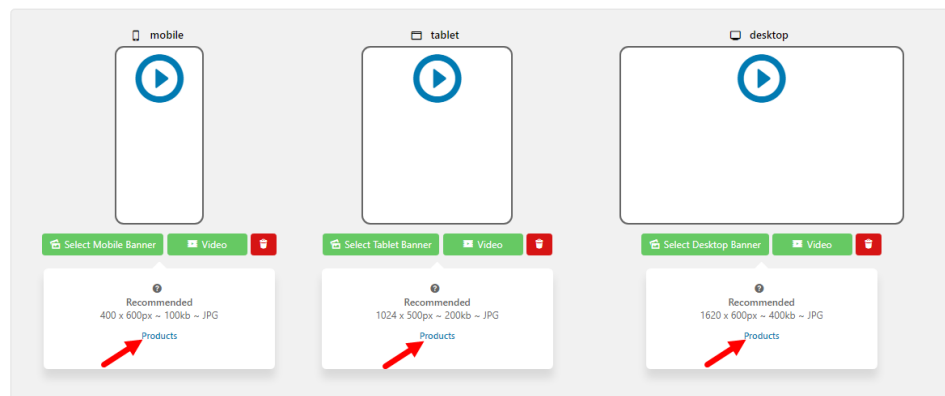 mobile
tablet
desktop
Select Mobile Banner Video
Select Tablet Banner Video
Select Desktop Banner Video
Recommended
400 x 600px ~ 100kb ~ JPG
Products
Recommended
1024 x 500px ~ 200kb ~ JPG
Products
Recommended
1620 x 600px ~ 400kb ~ JPG
Products